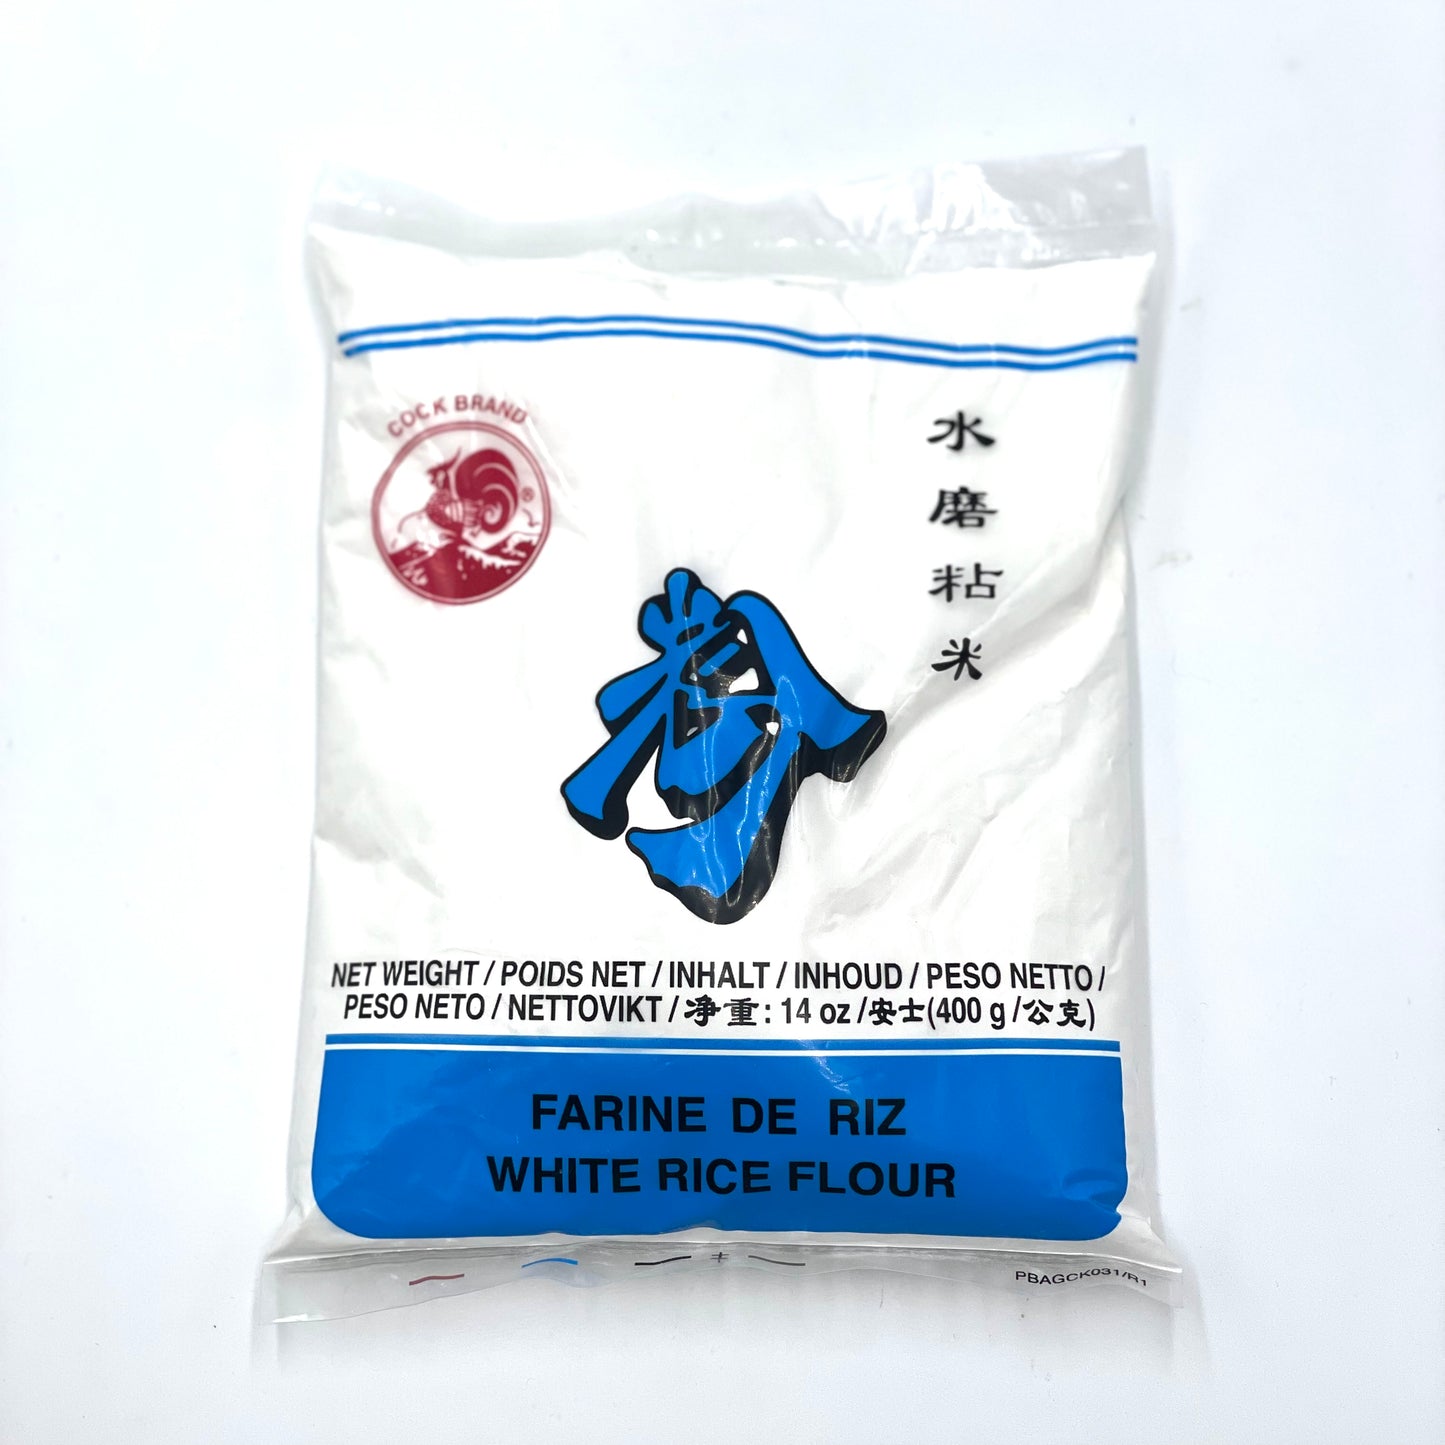 COCK BRAND
®
水磨粘米
粉
NET WEIGHT / POIDS NET / INHALT / INHOUD / PESO NETTO /
PESO NETO / NETTOVIKT / 淨重: 14 oz /安士(400 g /公克)
FARINE DE RIZ
WHITE RICE FLOUR
PBAGCK031/R1